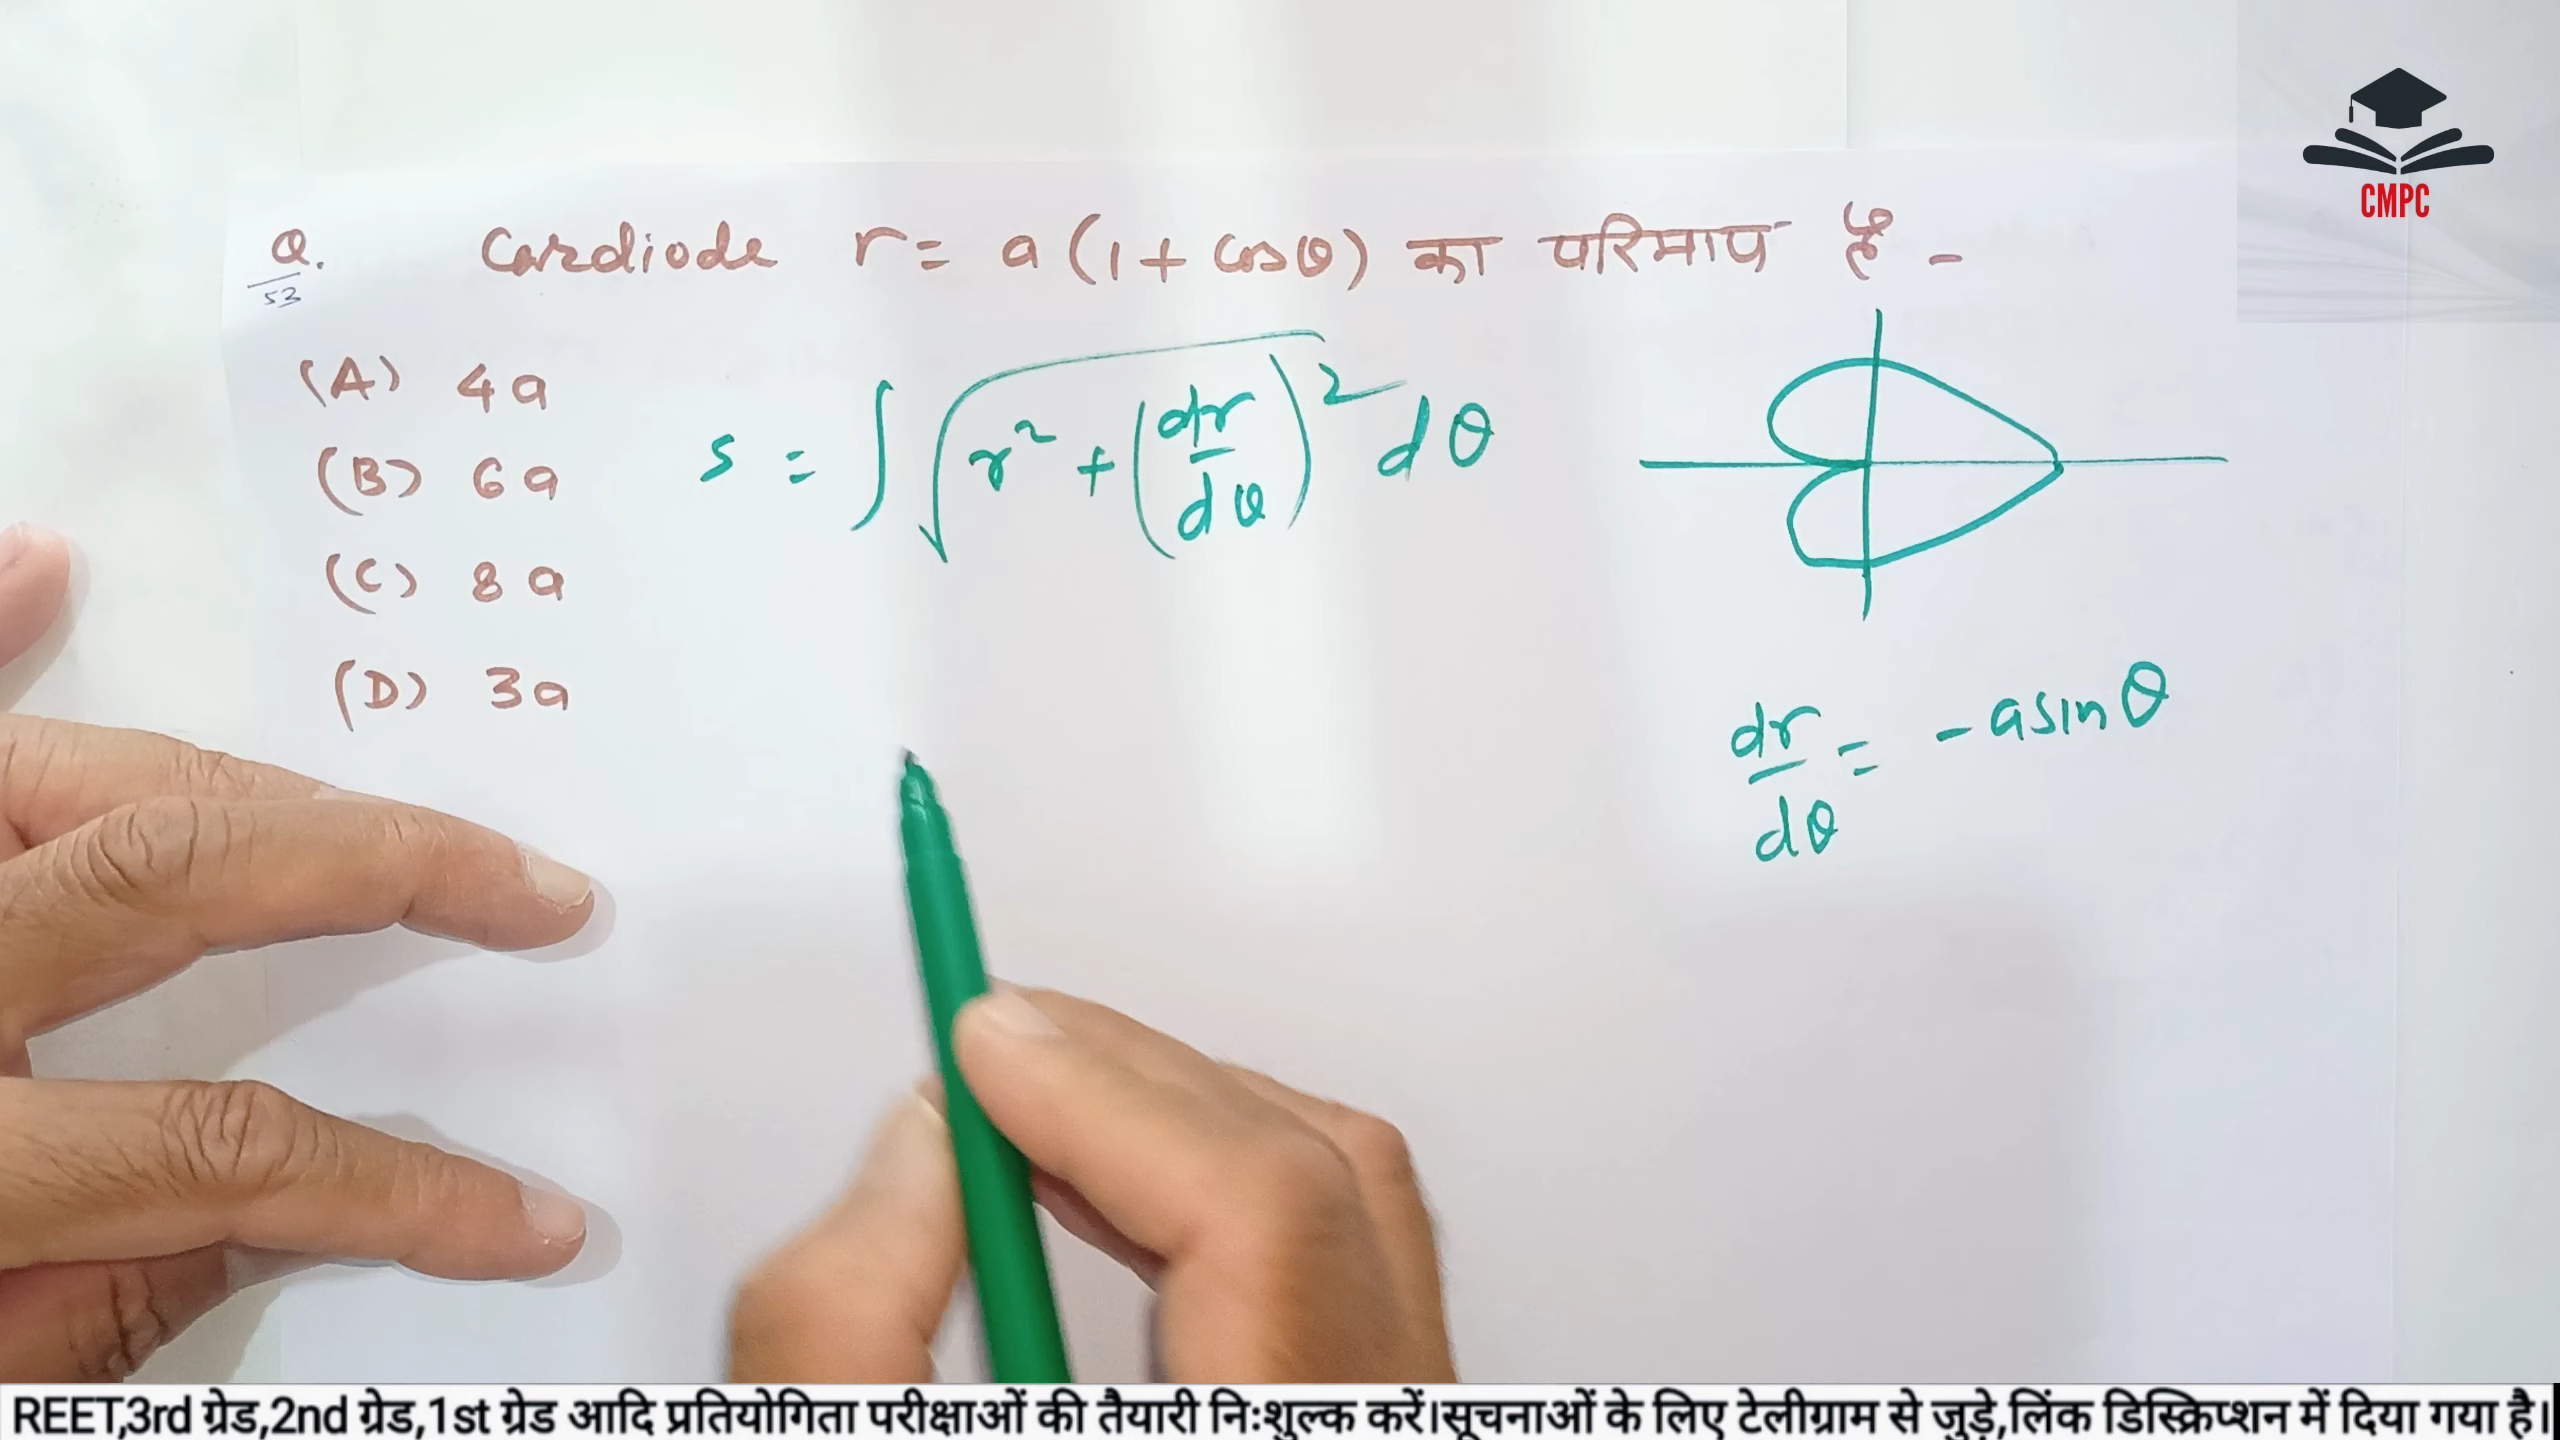 CMPC
Q. 53 Cardiode r = a (1 + cosθ) का परिमाप है -
(A) 4a
(B) 6a
(C) 8a
(D) 3a
s = ∫ √(r² + (dr/dθ)²) dθ
dr/dθ = - a sin θ
REET,3rd ग्रेड,2nd ग्रेड,1st ग्रेड आदि प्रतियोगिता परीक्षाओं की तैयारी निःशुल्क करें।सूचनाओं के लिए टेलीग्राम से जुड़े,लिंक डिस्क्रिप्शन में दिया गया है।